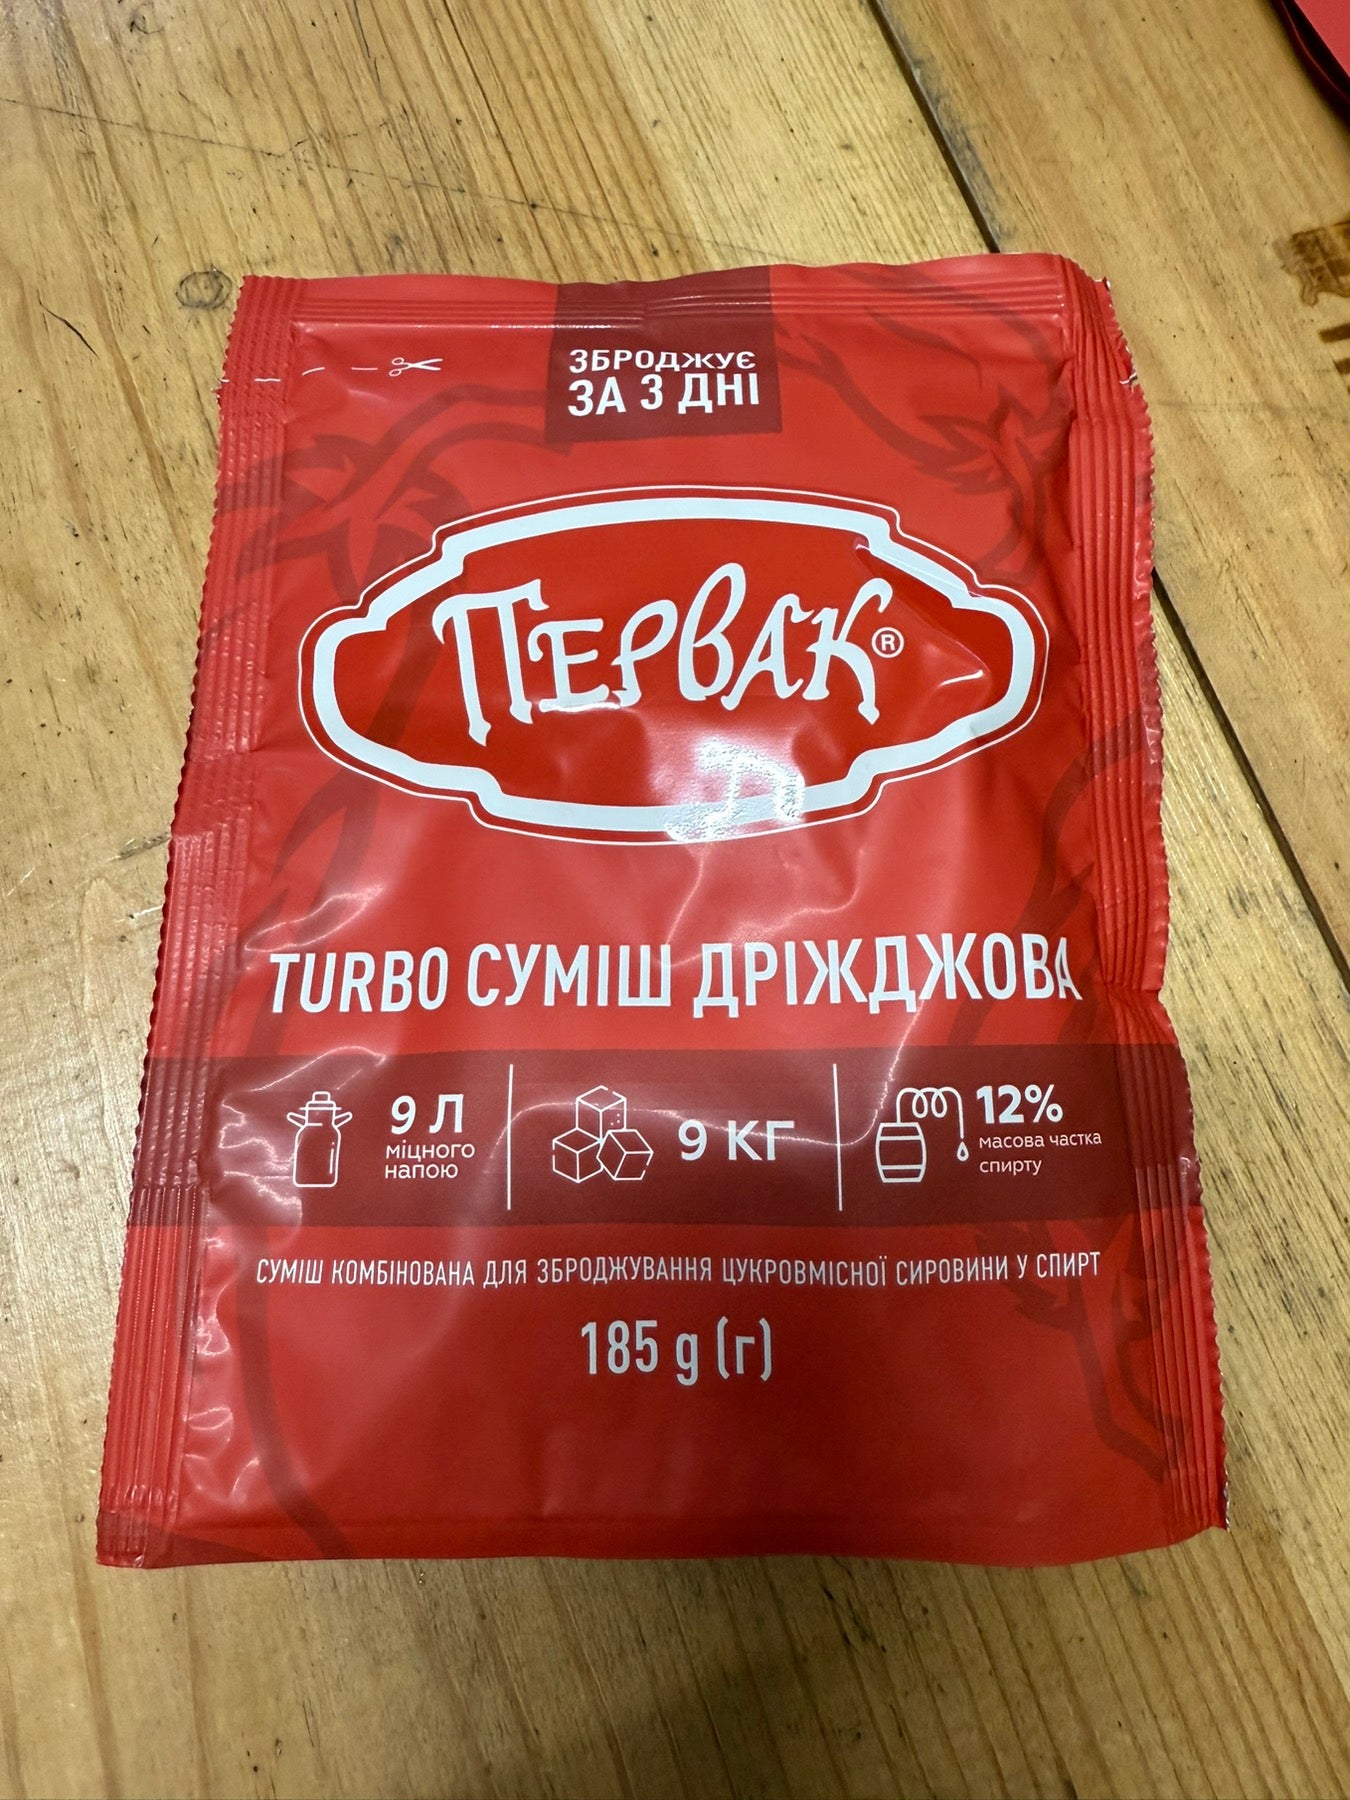 ЗБРОДЖУЄ
ЗА 3 ДНІ
ПЕРВАК®
TURBO СУМІШ ДРІЖДЖОВА
9 Л
міцного
напою
9 КГ
12%
масова частка
спирту
СУМІШ КОМБІНОВАНА ДЛЯ ЗБРОДЖУВАННЯ ЦУКРОВМІСНОЇ СИРОВИНИ У СПИРТ
185 g (г)